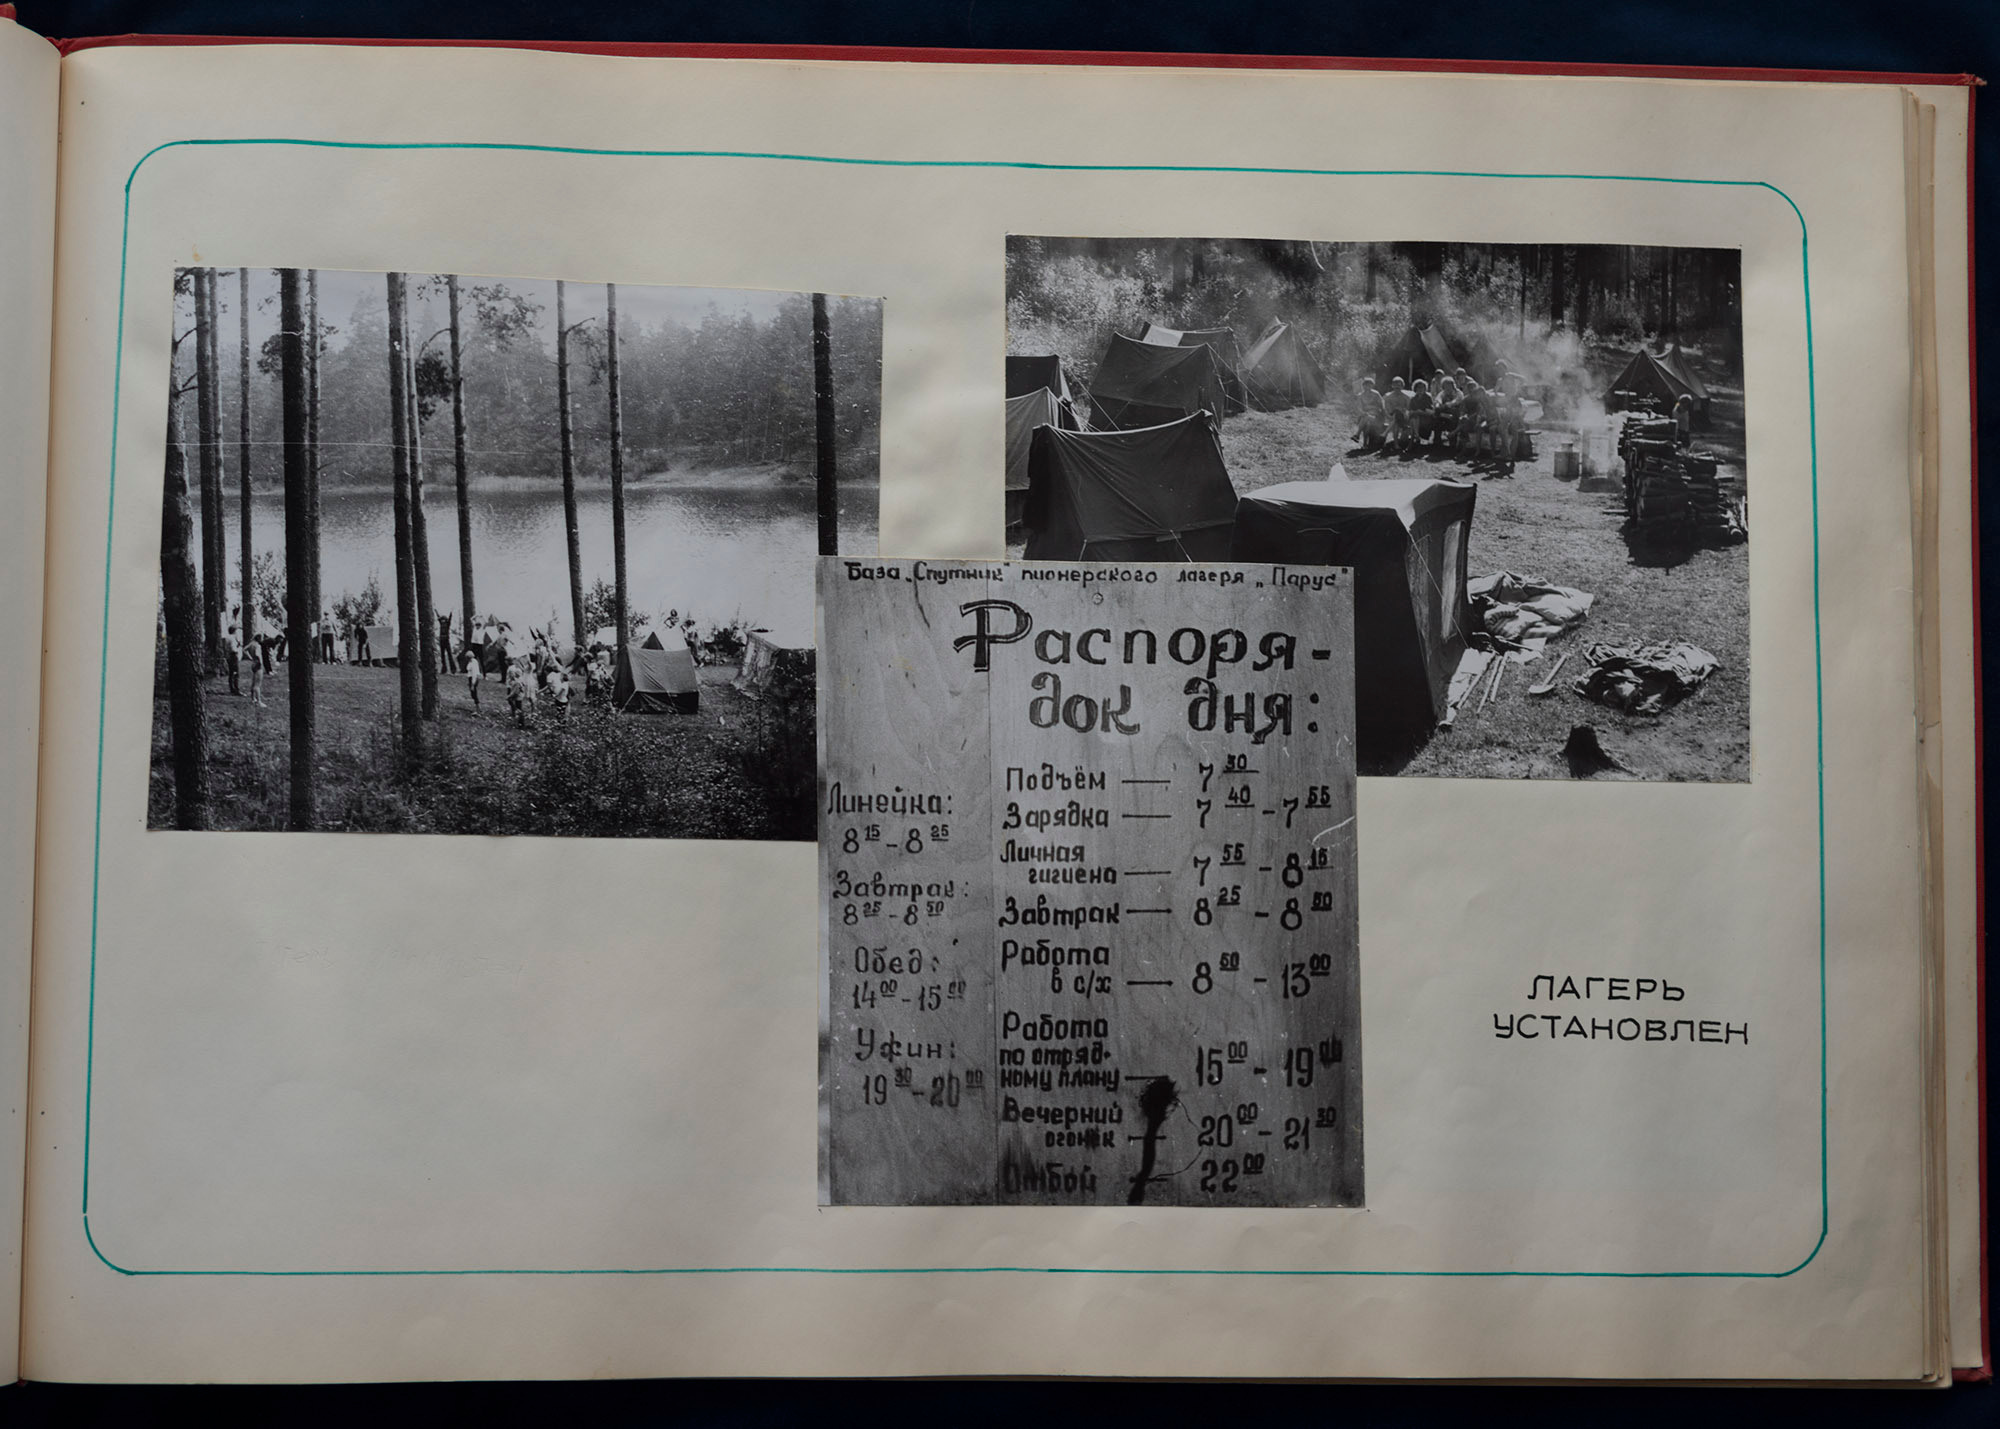 База „Спутник" пионерского лагеря „Парус"
Распоря-
док дня:
Линейка:
8 15 - 8 25
Завтрак:
8 25 - 8 50
Обед:
14 00 - 15 00
Ужин:
19 30 - 20 00
Подъём — 7 30
Зарядка — 7 40 - 7 55
Личная
гигиена — 7 55 - 8 15
Завтрак — 8 25 - 8 50
Работа
в с/х — 8 50 - 13 00
Работа
по отряд-
ному плану — 15 00 - 19 00
Вечерний
огонёк — 20 00 - 21 30
Отбой — 22 00
ЛАГЕРЬ
УСТАНОВЛЕН